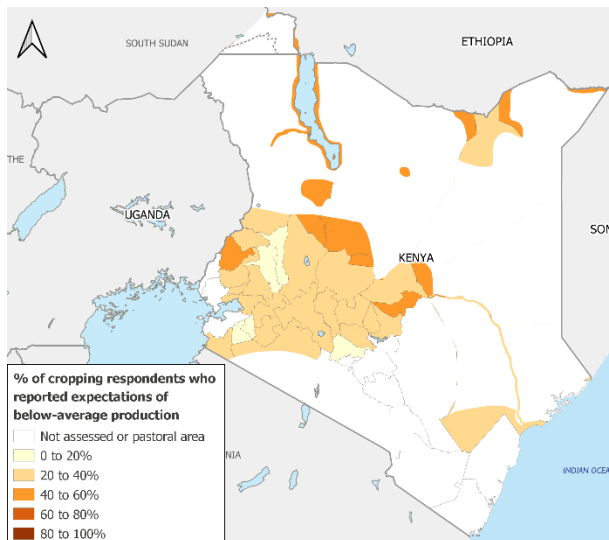 SOUTH SUDAN
ETHIOPIA
THE
UGANDA
SOM
KENYA
% of cropping respondents who
reported expectations of
below-average production
Not assessed or pastoral area
0 to 20%
20 to 40%
40 to 60%
60 to 80%
80 to 100%
NIA
INDIAN OCEA